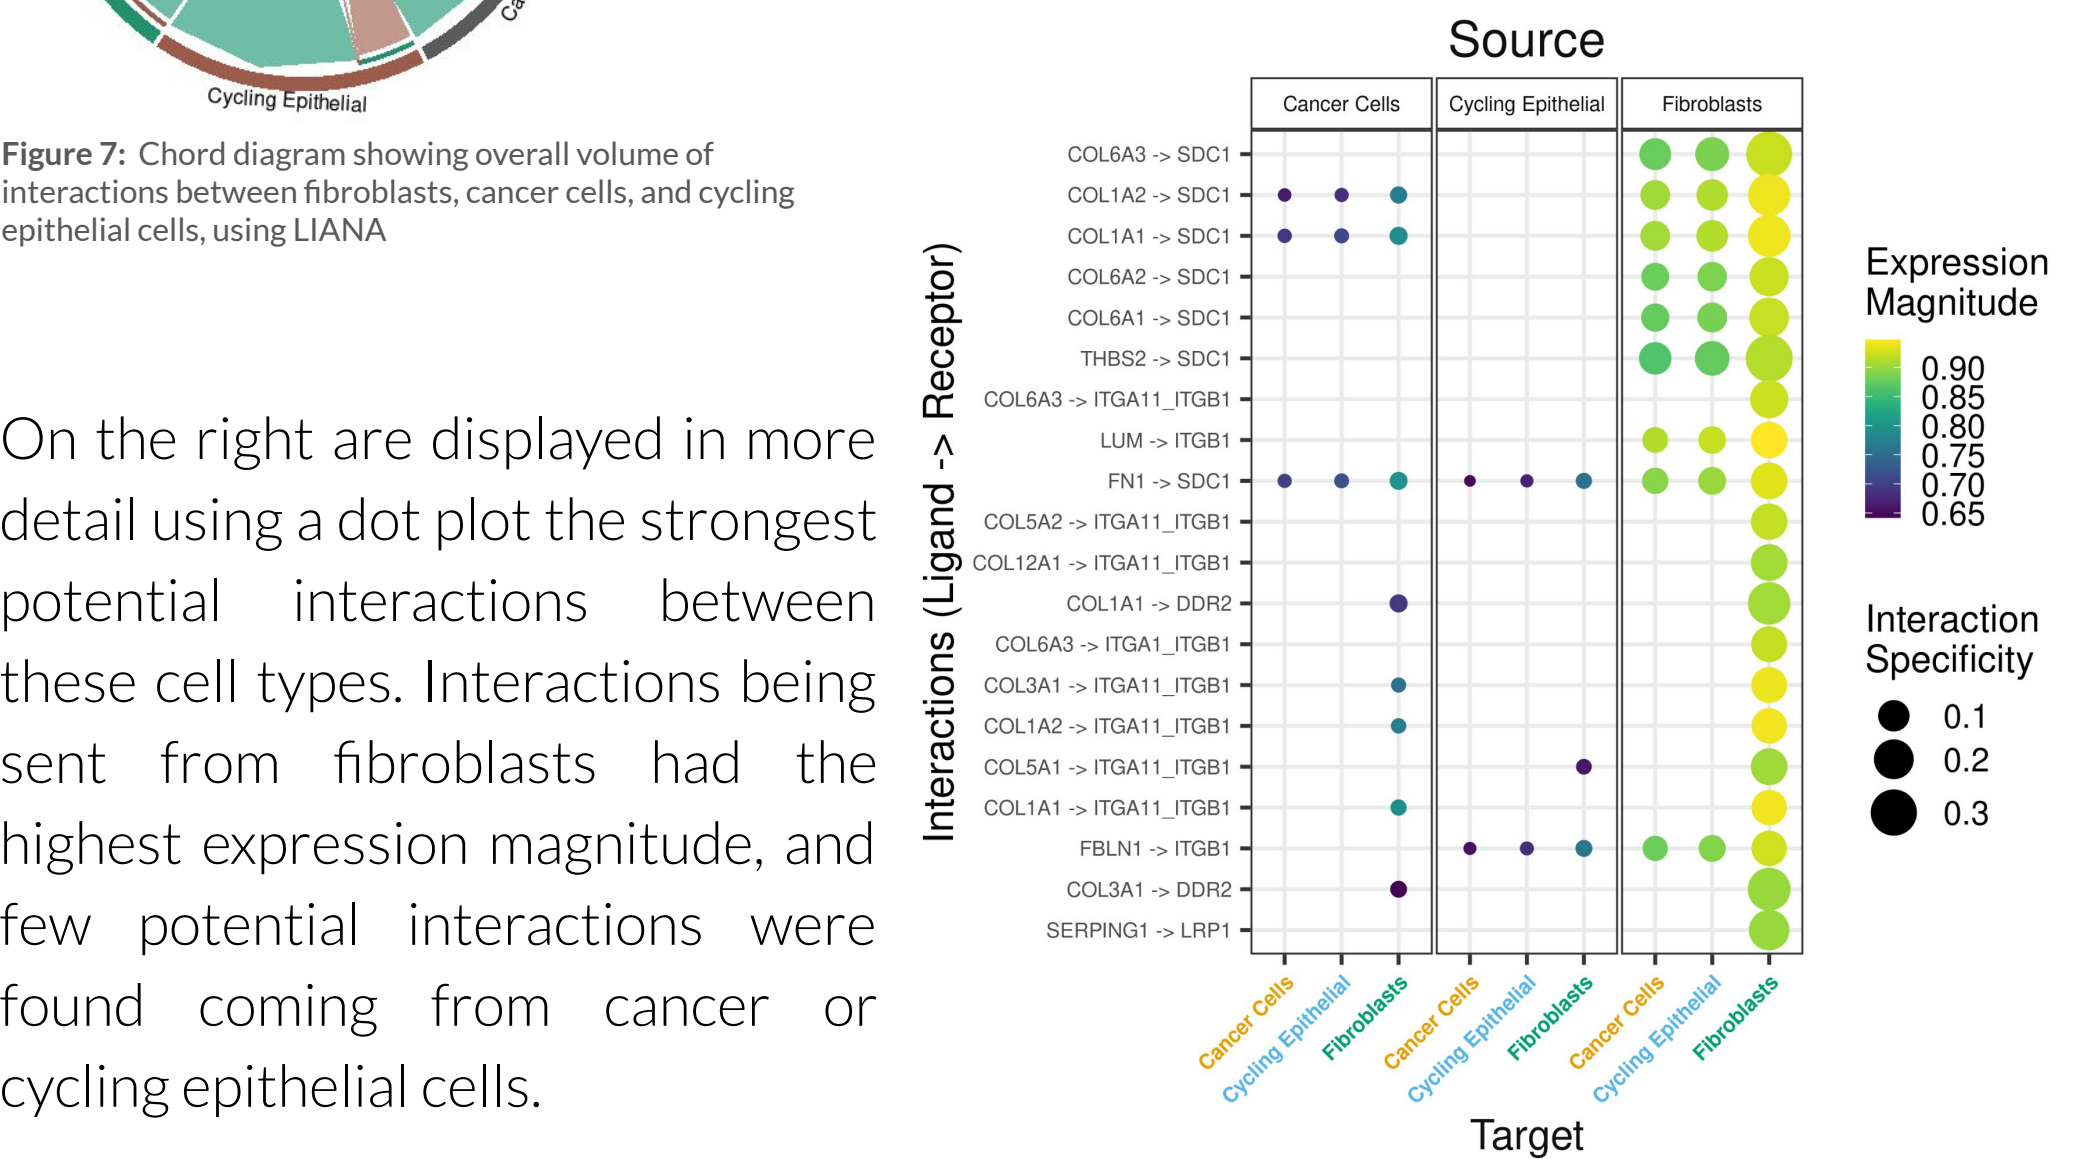 Ca
Cycling Epithelial
Figure 7: Chord diagram showing overall volume of
interactions between fibroblasts, cancer cells, and cycling
epithelial cells, using LIANA
On the right are displayed in more
detail using a dot plot the strongest
potential interactions between
these cell types. Interactions being
sent from fibroblasts had the
highest expression magnitude, and
few potential interactions were
found coming from cancer or
cycling epithelial cells.
Source
Cancer Cells
Cycling Epithelial
Fibroblasts
Interactions (Ligand -> Receptor)
COL6A3 -> SDC1
COL1A2 -> SDC1
COL1A1 -> SDC1
COL6A2 -> SDC1
COL6A1 -> SDC1
THBS2 -> SDC1
COL6A3 -> ITGA11_ITGB1
LUM -> ITGB1
FN1 -> SDC1
COL5A2 -> ITGA11_ITGB1
COL12A1 -> ITGA11_ITGB1
COL1A1 -> DDR2
COL6A3 -> ITGA1_ITGB1
COL3A1 -> ITGA11_ITGB1
COL1A2 -> ITGA11_ITGB1
COL5A1 -> ITGA11_ITGB1
COL1A1 -> ITGA11_ITGB1
FBLN1 -> ITGB1
COL3A1 -> DDR2
SERPING1 -> LRP1
Cancer Cells
Cycling Epithelial
Fibroblasts
Cancer Cells
Cycling Epithelial
Fibroblasts
Cancer Cells
Cycling Epithelial
Fibroblasts
Target
Expression
Magnitude
0.90
0.85
0.80
0.75
0.70
0.65
Interaction
Specificity
0.1
0.2
0.3